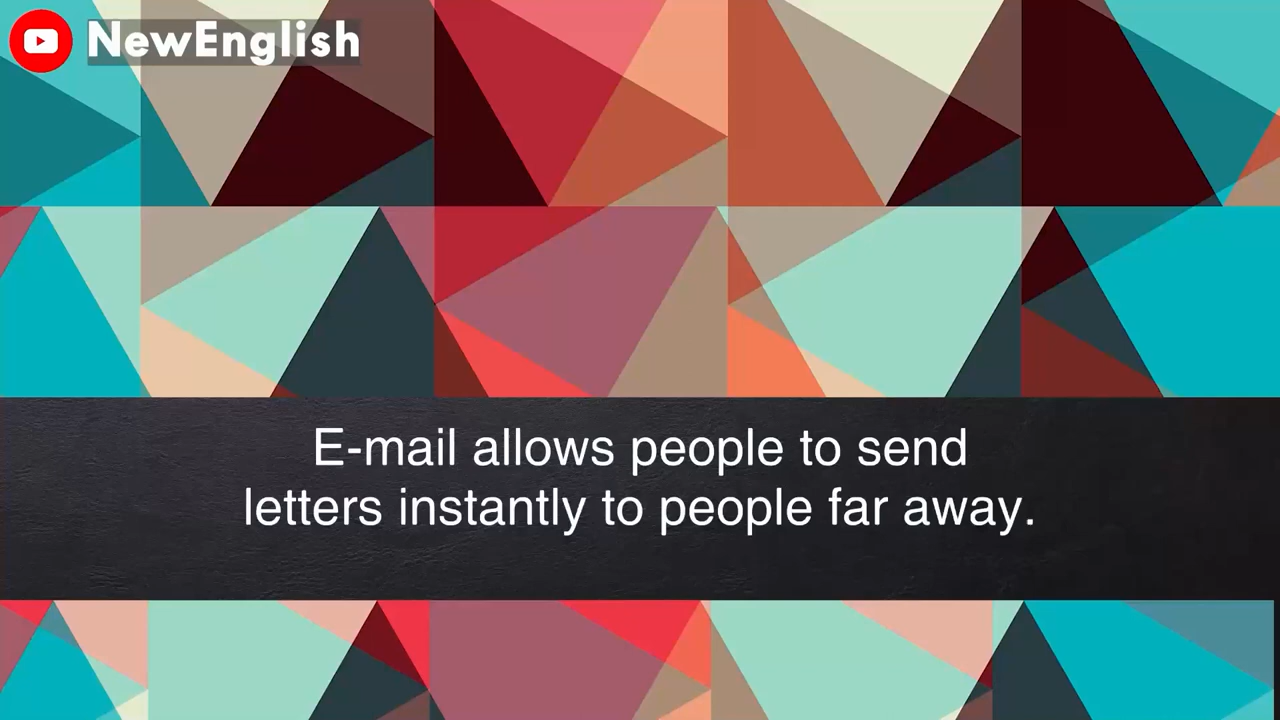 NewEnglish
E-mail allows people to send
letters instantly to people far away.